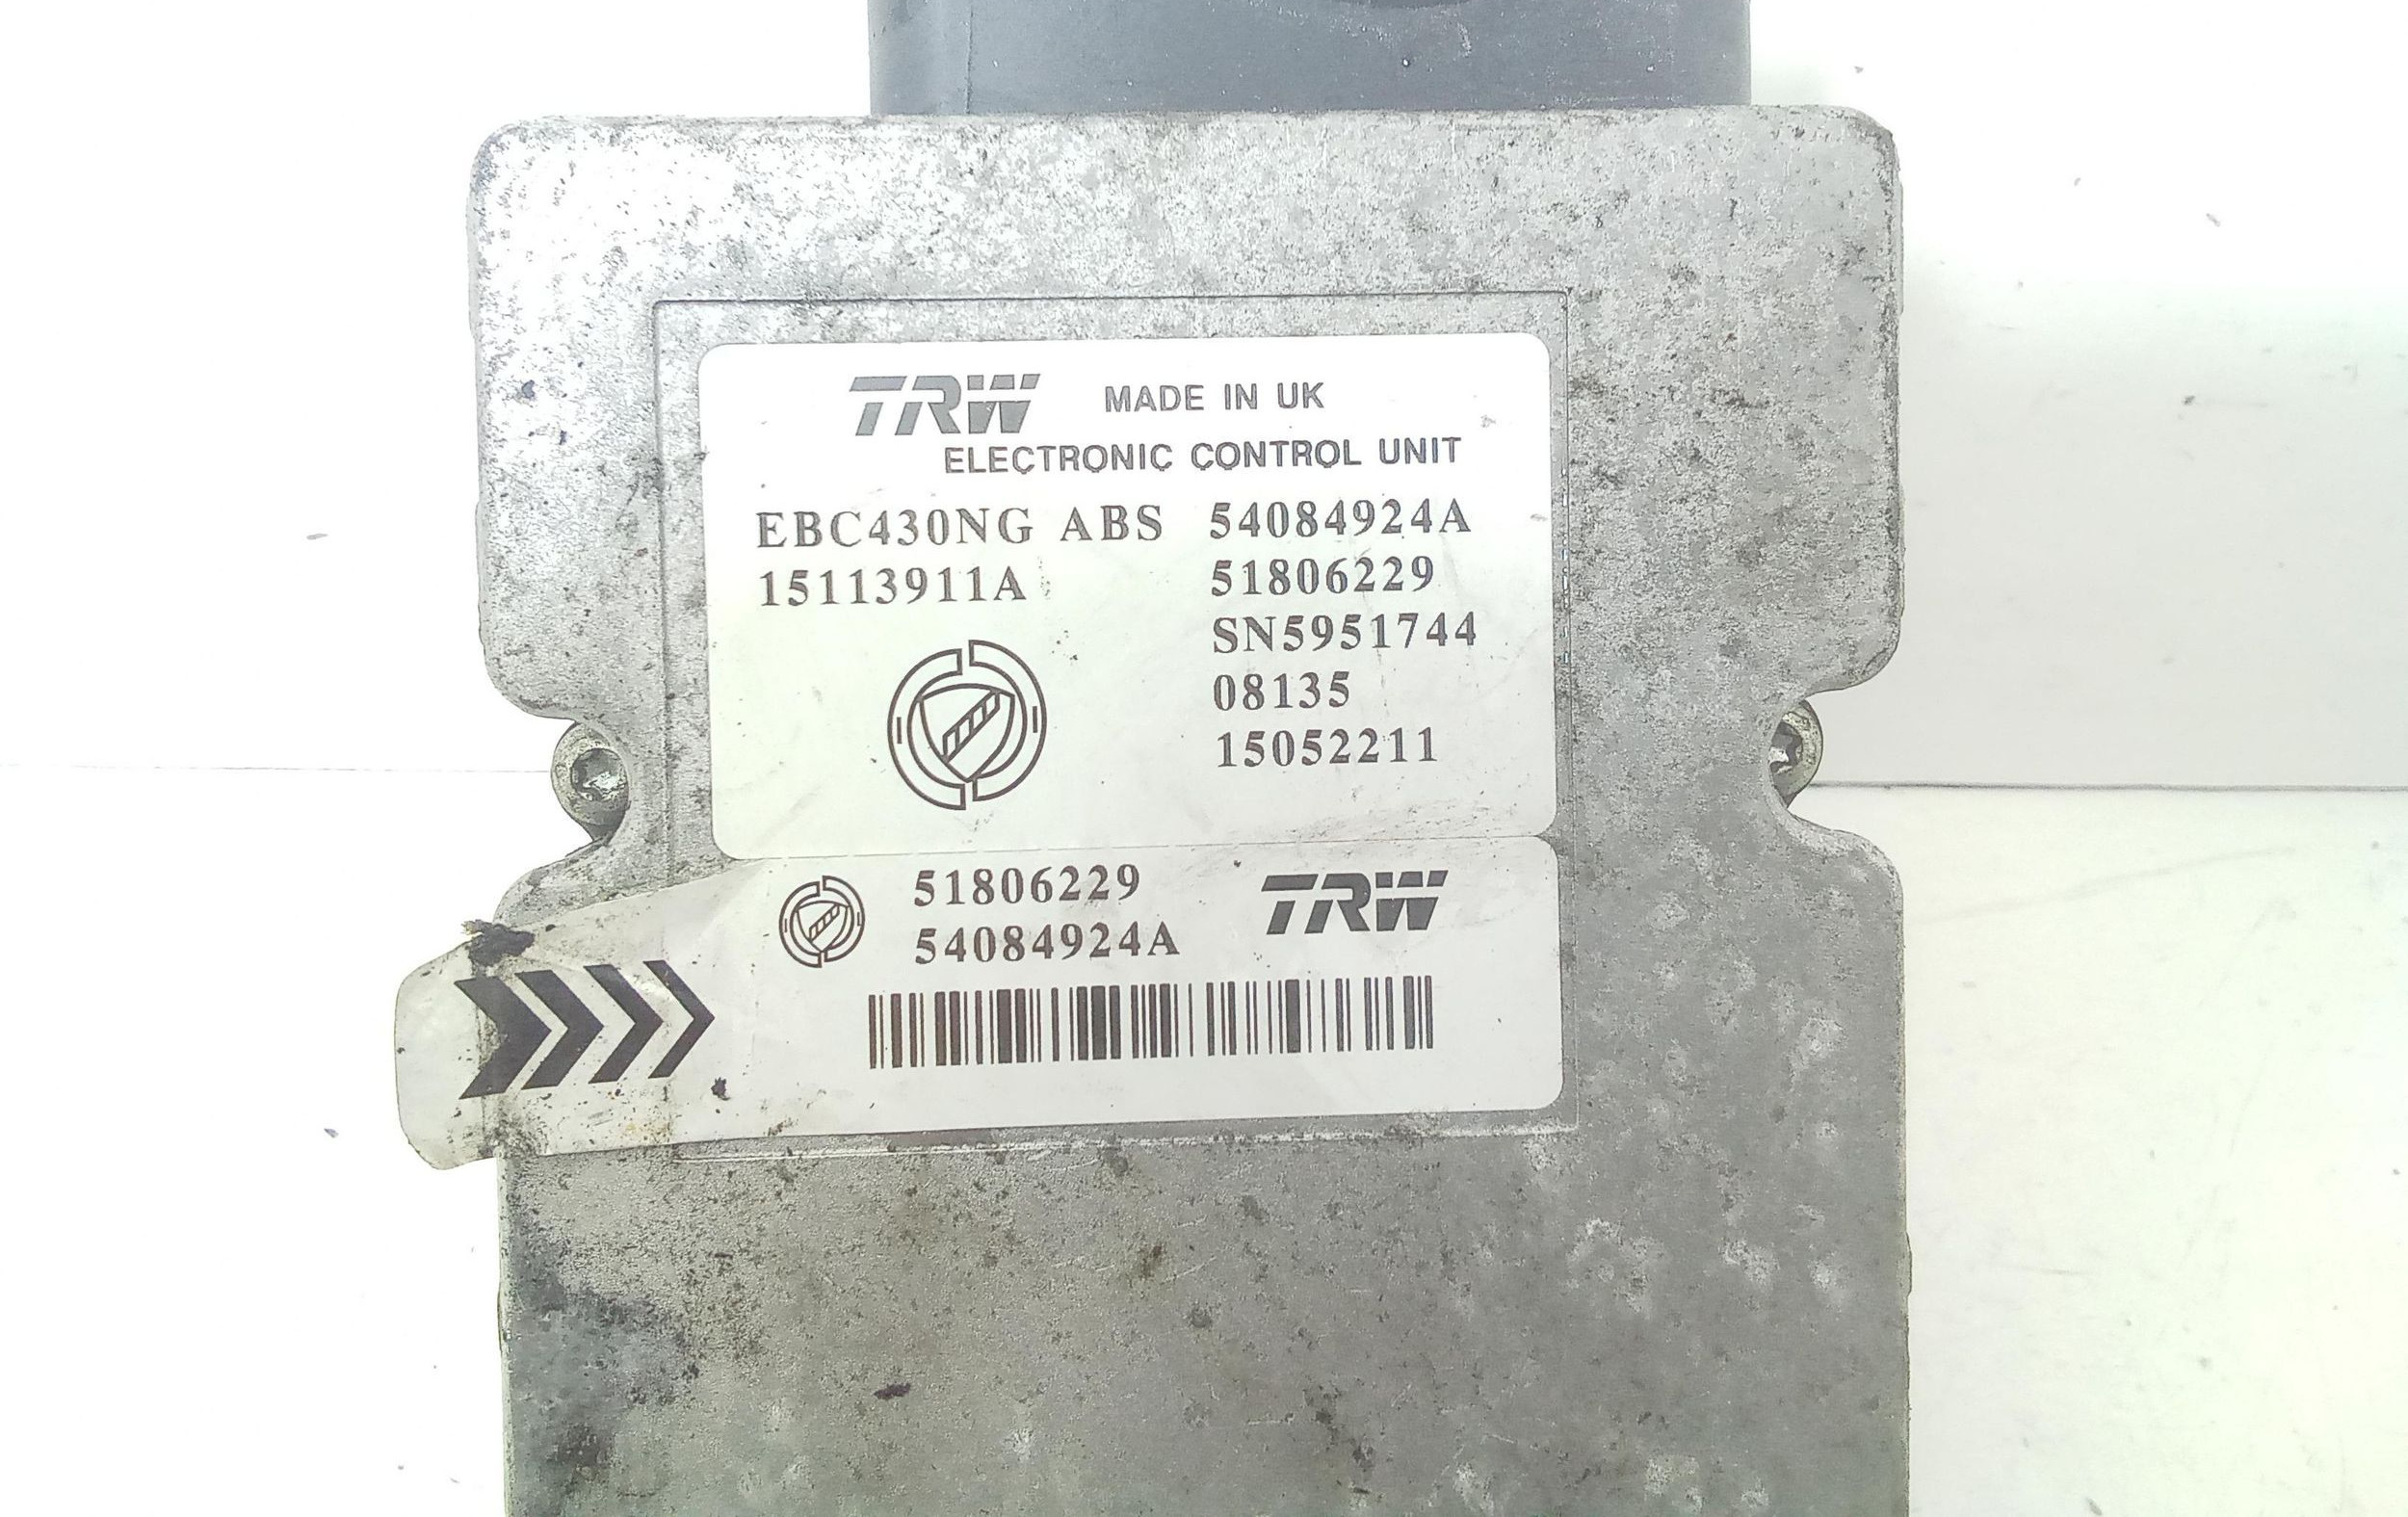 TRW MADE IN UK
ELECTRONIC CONTROL UNIT
EBC430NG ABS 54084924A
15113911A 51806229
SN5951744
08135
15052211
51806229 TRW
54084924A